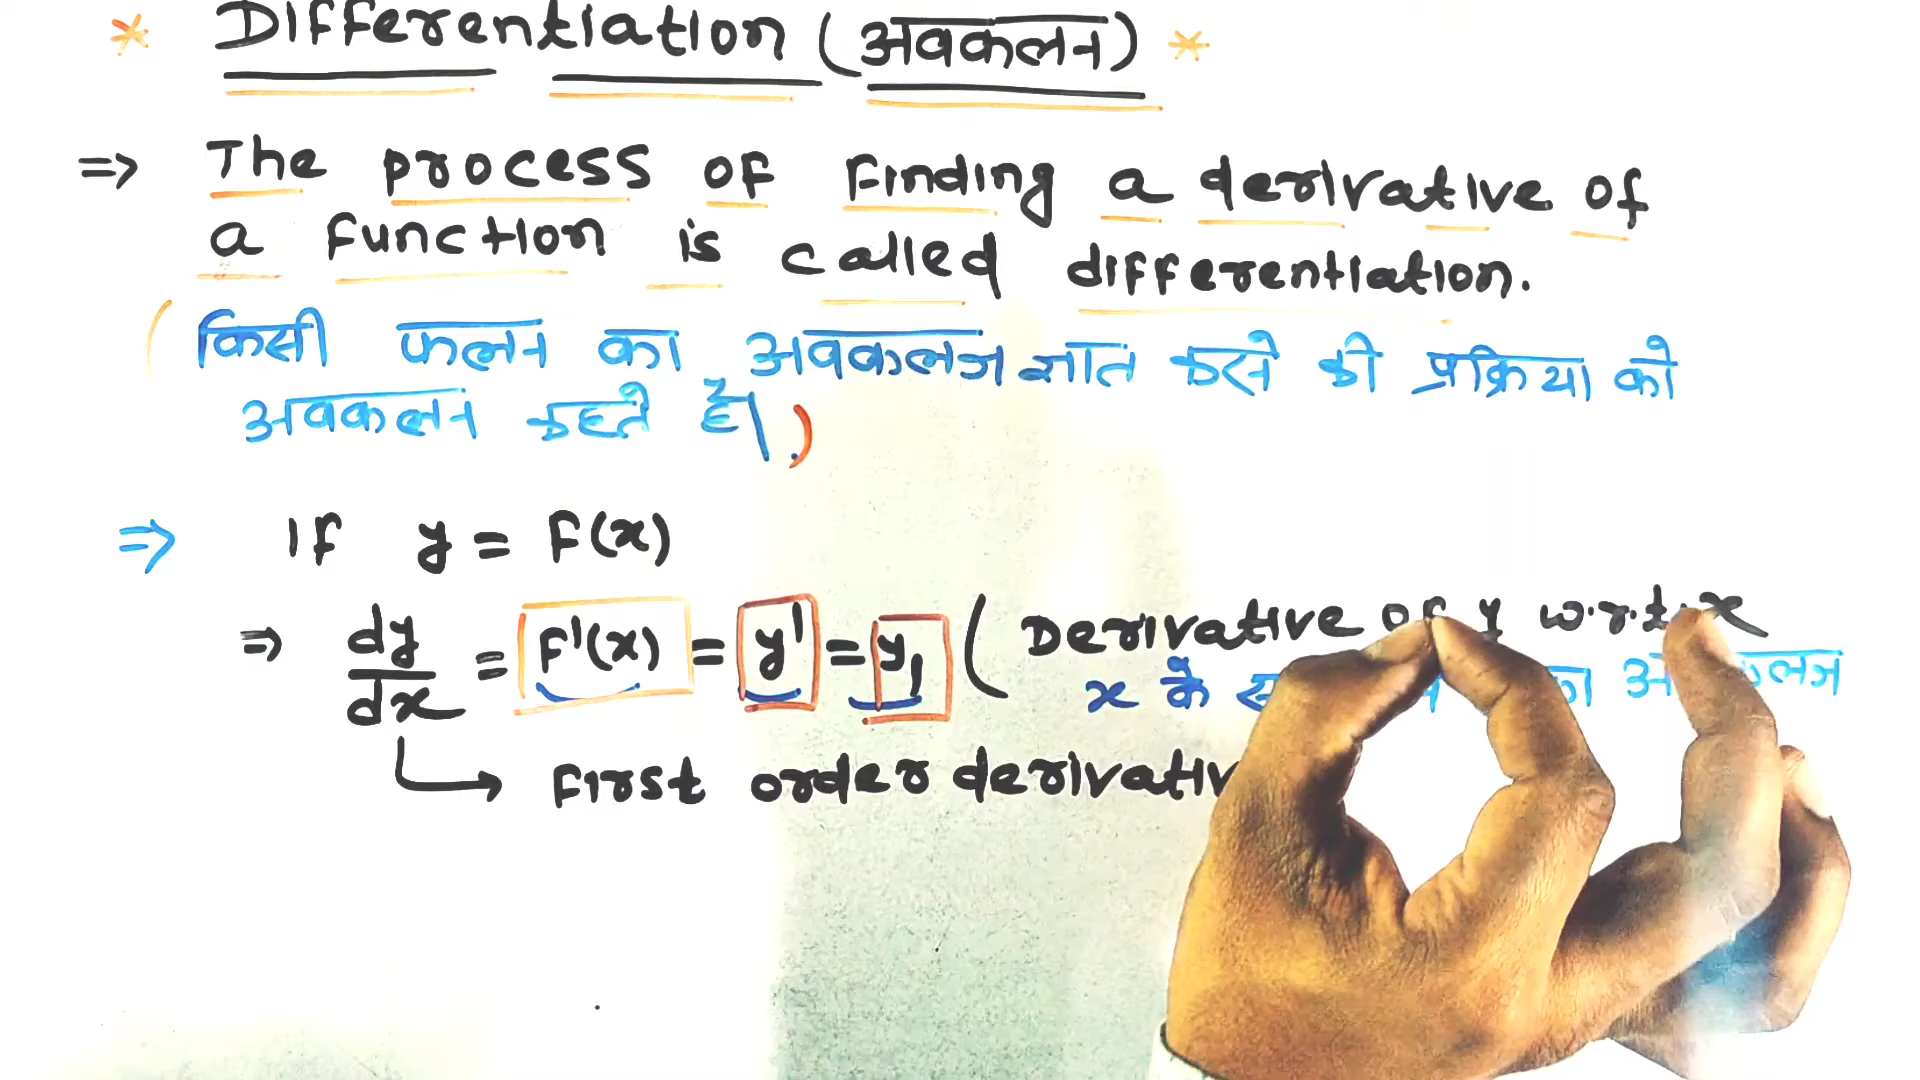 * Differentiation (अवकलन) *
⇒ The process of finding a derivative of
a function is called differentiation.
(किसी फलन का अवकलज ज्ञात करने की प्रक्रिया को
अवकलन कहते हैं।)
⇒ If y = F(x)
⇒ dy/dx = F'(x) = y' = y₁ ( Derivative of y w.r.t. x
x के का
→ First order